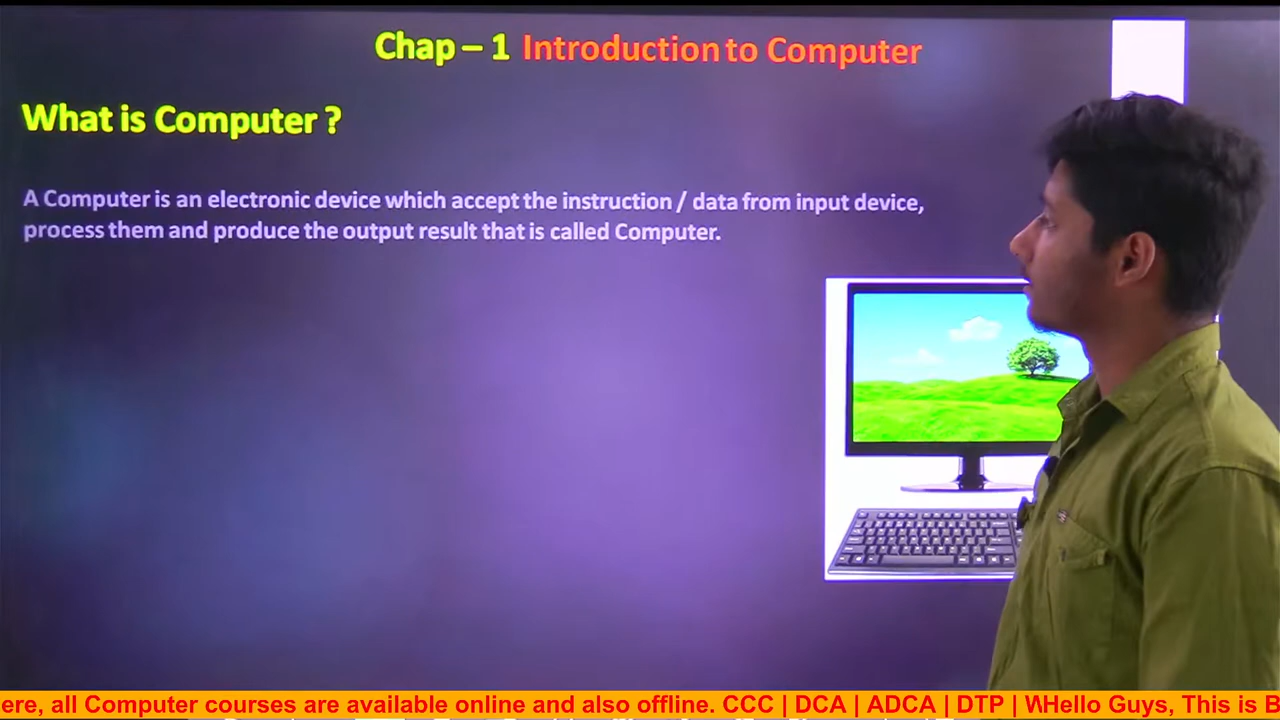 Chap – 1 Introduction to Computer
What is Computer ?
A Computer is an electronic device which accept the instruction / data from input device,
process them and produce the output result that is called Computer.
ere, all Computer courses are available online and also offline. CCC | DCA | ADCA | DTP | WHello Guys, This is B